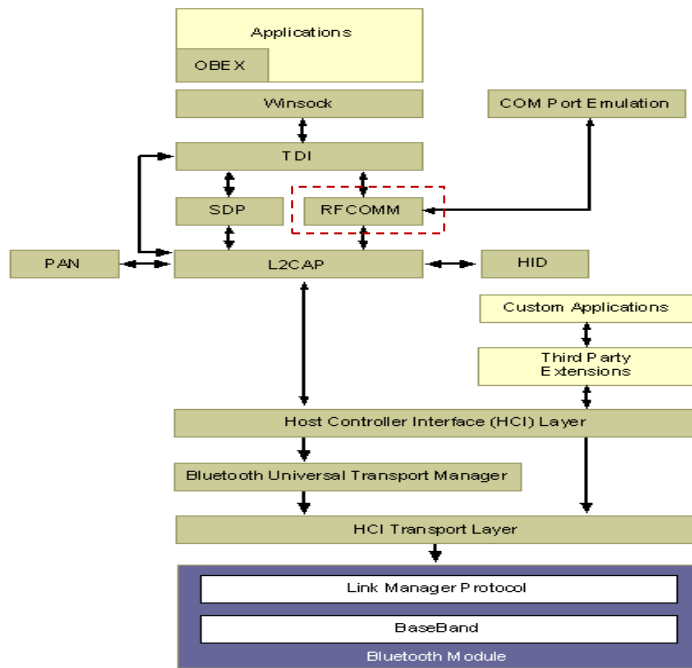 Applications
OBEX
Winsock
COM Port Emulation
TDI
SDP
RFCOMM
PAN
L2CAP
HID
Custom Applications
Third Party
Extensions
Host Controller Interface (HCI) Layer
Bluetooth Universal Transport Manager
HCI Transport Layer
Link Manager Protocol
BaseBand
Bluetooth Module